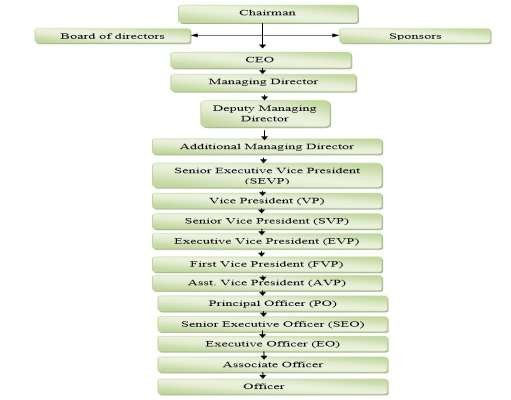 Chairman
Board of directors
Sponsors
CEO
Managing Director
Deputy Managing
Director
Additional Managing Director
Senior Executive Vice President
(SEVP)
Vice President (VP)
Senior Vice President (SVP)
Executive Vice President (EVP)
First Vice President (FVP)
Asst. Vice President (AVP)
Principal Officer (PO)
Senior Executive Officer (SEO)
Executive Officer (EO)
Associate Officer
Officer